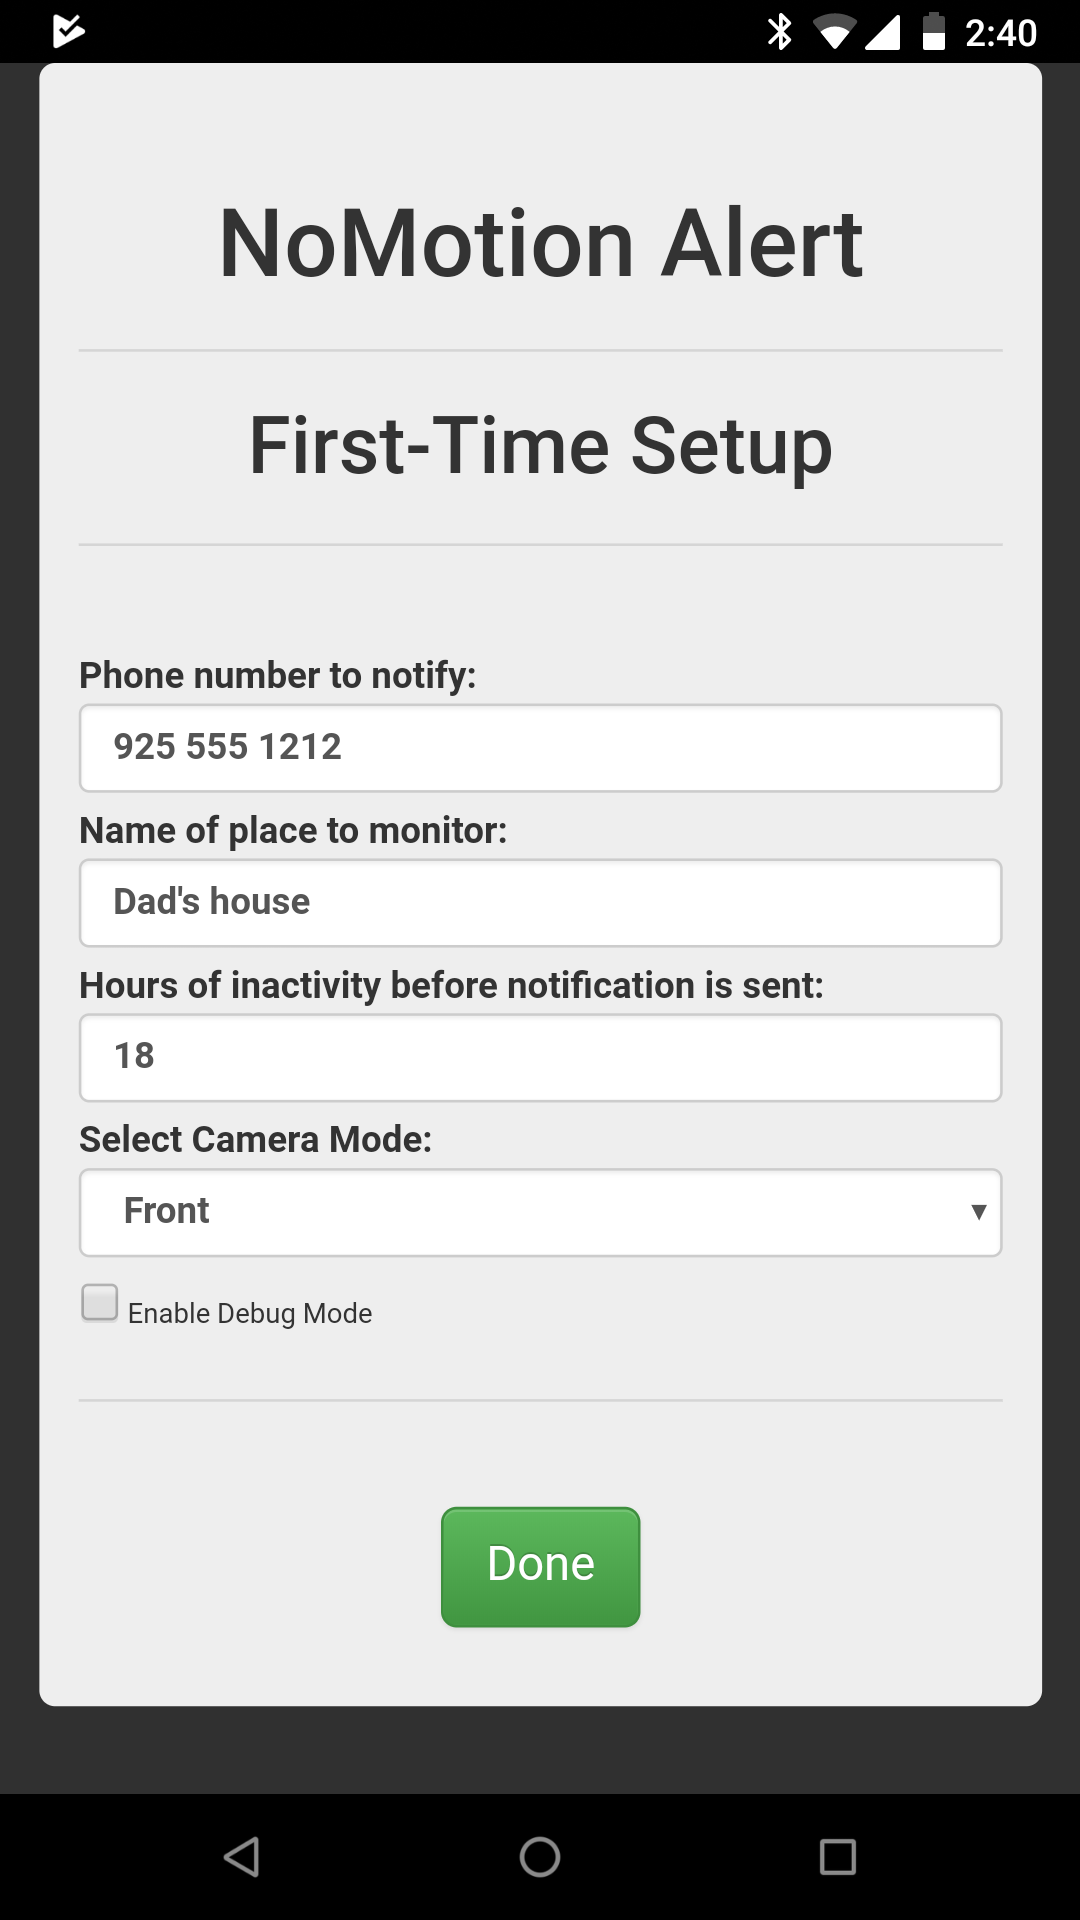 2:40
NoMotion Alert
First-Time Setup
Phone number to notify:
925 555 1212
Name of place to monitor:
Dad's house
Hours of inactivity before notification is sent:
18
Select Camera Mode:
Front
Enable Debug Mode
Done